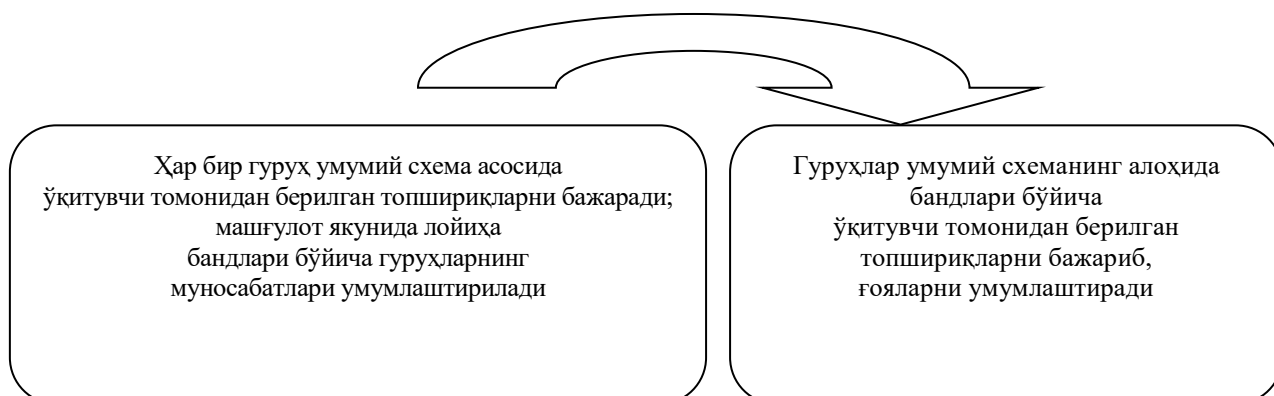 Ҳар бир гуруҳ умумий схема асосида
ўқитувчи томонидан берилган топшириқларни бажаради;
машғулот якунида лойиҳа
бандлари бўйича гуруҳларнинг
муносабатлари умумлаштирилади
Гуруҳлар умумий схеманинг алоҳида
бандлари бўйича
ўқитувчи томонидан берилган
топшириқларни бажариб,
ғояларни умумлаштиради